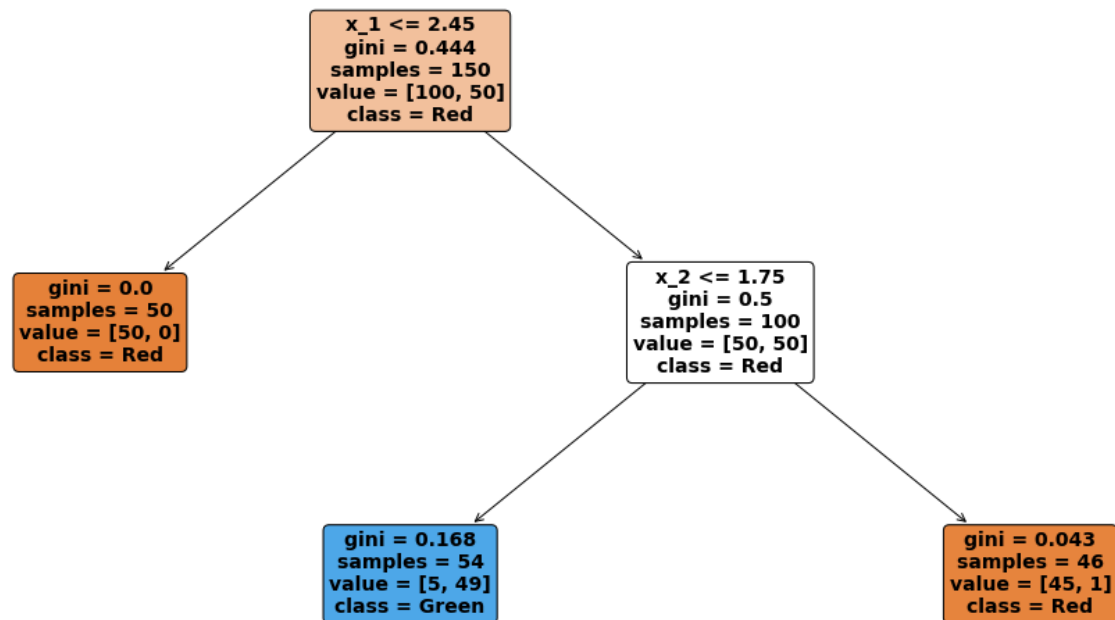 x_1 <= 2.45
gini = 0.444
samples = 150
value = [100, 50]
class = Red
gini = 0.0
samples = 50
value = [50, 0]
class = Red
x_2 <= 1.75
gini = 0.5
samples = 100
value = [50, 50]
class = Red
gini = 0.168
samples = 54
value = [5, 49]
class = Green
gini = 0.043
samples = 46
value = [45, 1]
class = Red